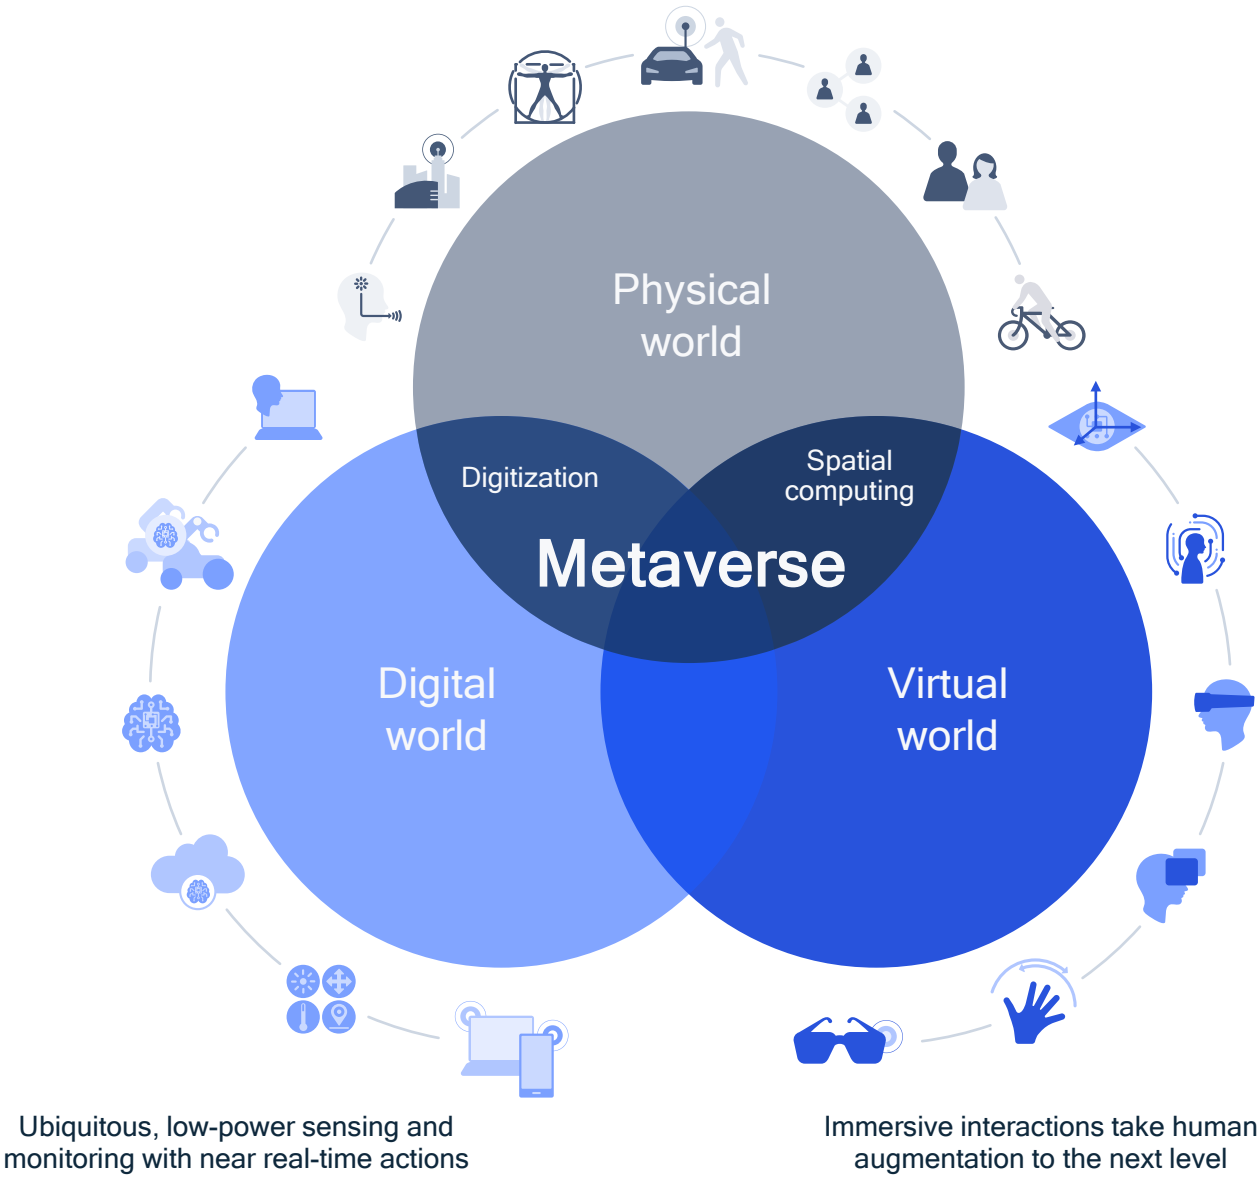 Physical
world
Digitization
Spatial
computing
Metaverse
Digital
world
Virtual
world
Ubiquitous, low-power sensing and
monitoring with near real-time actions
Immersive interactions take human
augmentation to the next level